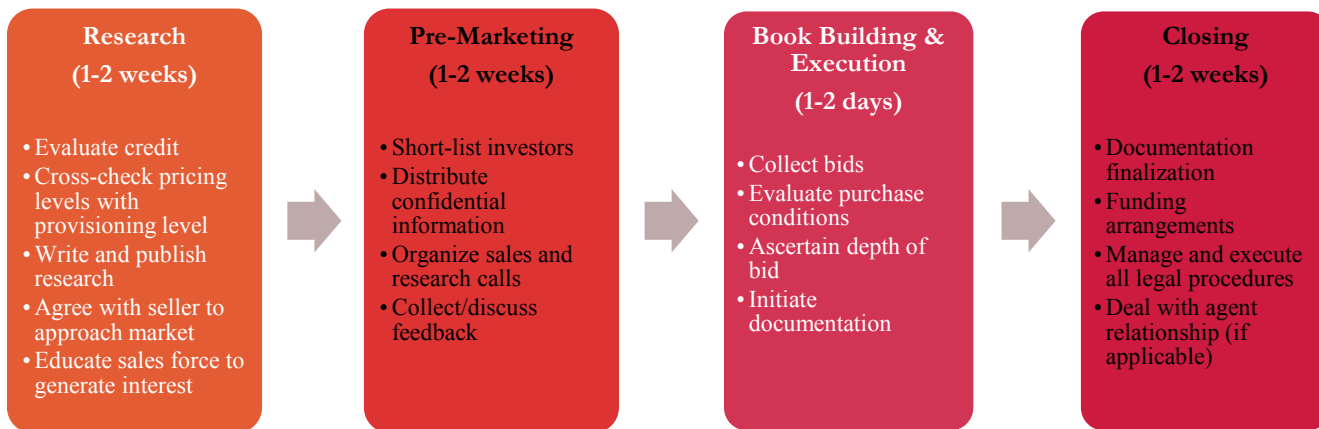 Research
(1-2 weeks)
• Evaluate credit
• Cross-check pricing
levels with
provisioning level
• Write and publish
research
• Agree with seller to
approach market
• Educate sales force to
generate interest
Pre-Marketing
(1-2 weeks)
• Short-list investors
• Distribute
confidential
information
• Organize sales and
research calls
• Collect/discuss
feedback
Book Building &
Execution
(1-2 days)
• Collect bids
• Evaluate purchase
conditions
• Ascertain depth of
bid
• Initiate
documentation
Closing
(1-2 weeks)
• Documentation
finalization
• Funding
arrangements
• Manage and execute
all legal procedures
• Deal with agent
relationship (if
applicable)